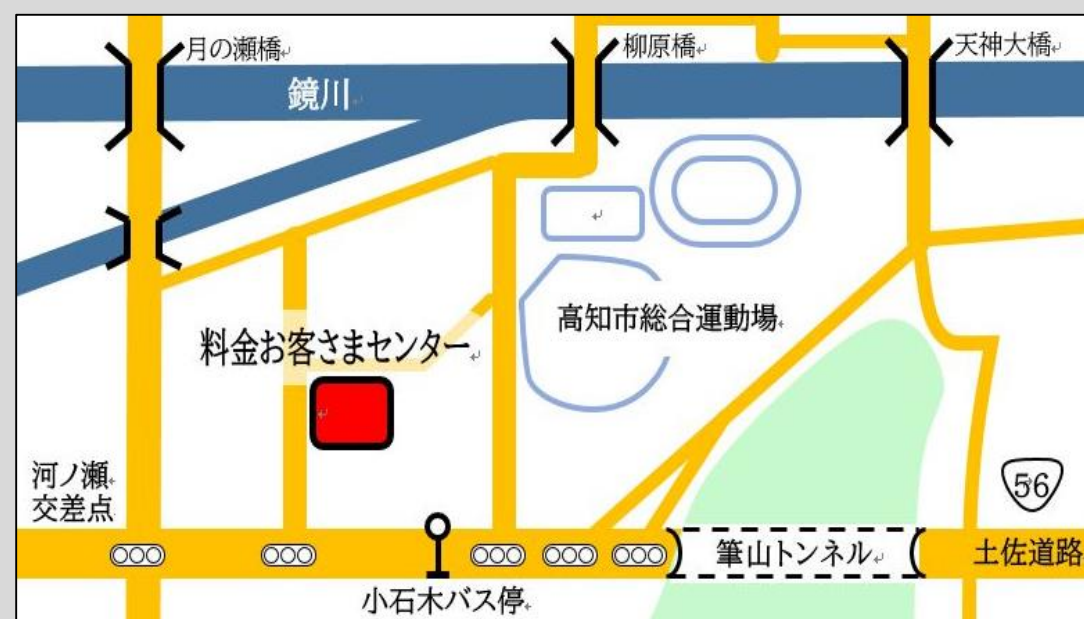 月の瀬橋
柳原橋
天神大橋
鏡川
高知市総合運動場
料金お客さまセンター
河ノ瀬
交差点
56
筆山トンネル
土佐道路
小石木バス停